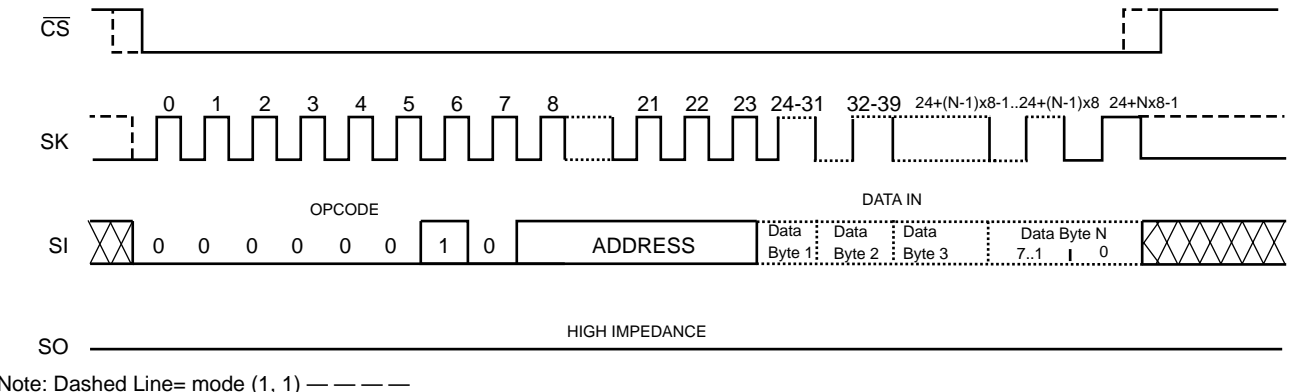 CS
SK
0 1 2 3 4 5 6 7 8 21 22 23 24-31 32-39 24+(N-1)x8-1..24+(N-1)x8 24+Nx8-1
OPCODE
DATA IN
SI
0 0 0 0 0 0 1 0 ADDRESS
Data Byte 1
Data Byte 2
Data Byte 3
Data Byte N
7..1 0
HIGH IMPEDANCE
SO
Note: Dashed Line= mode (1, 1) — — — —